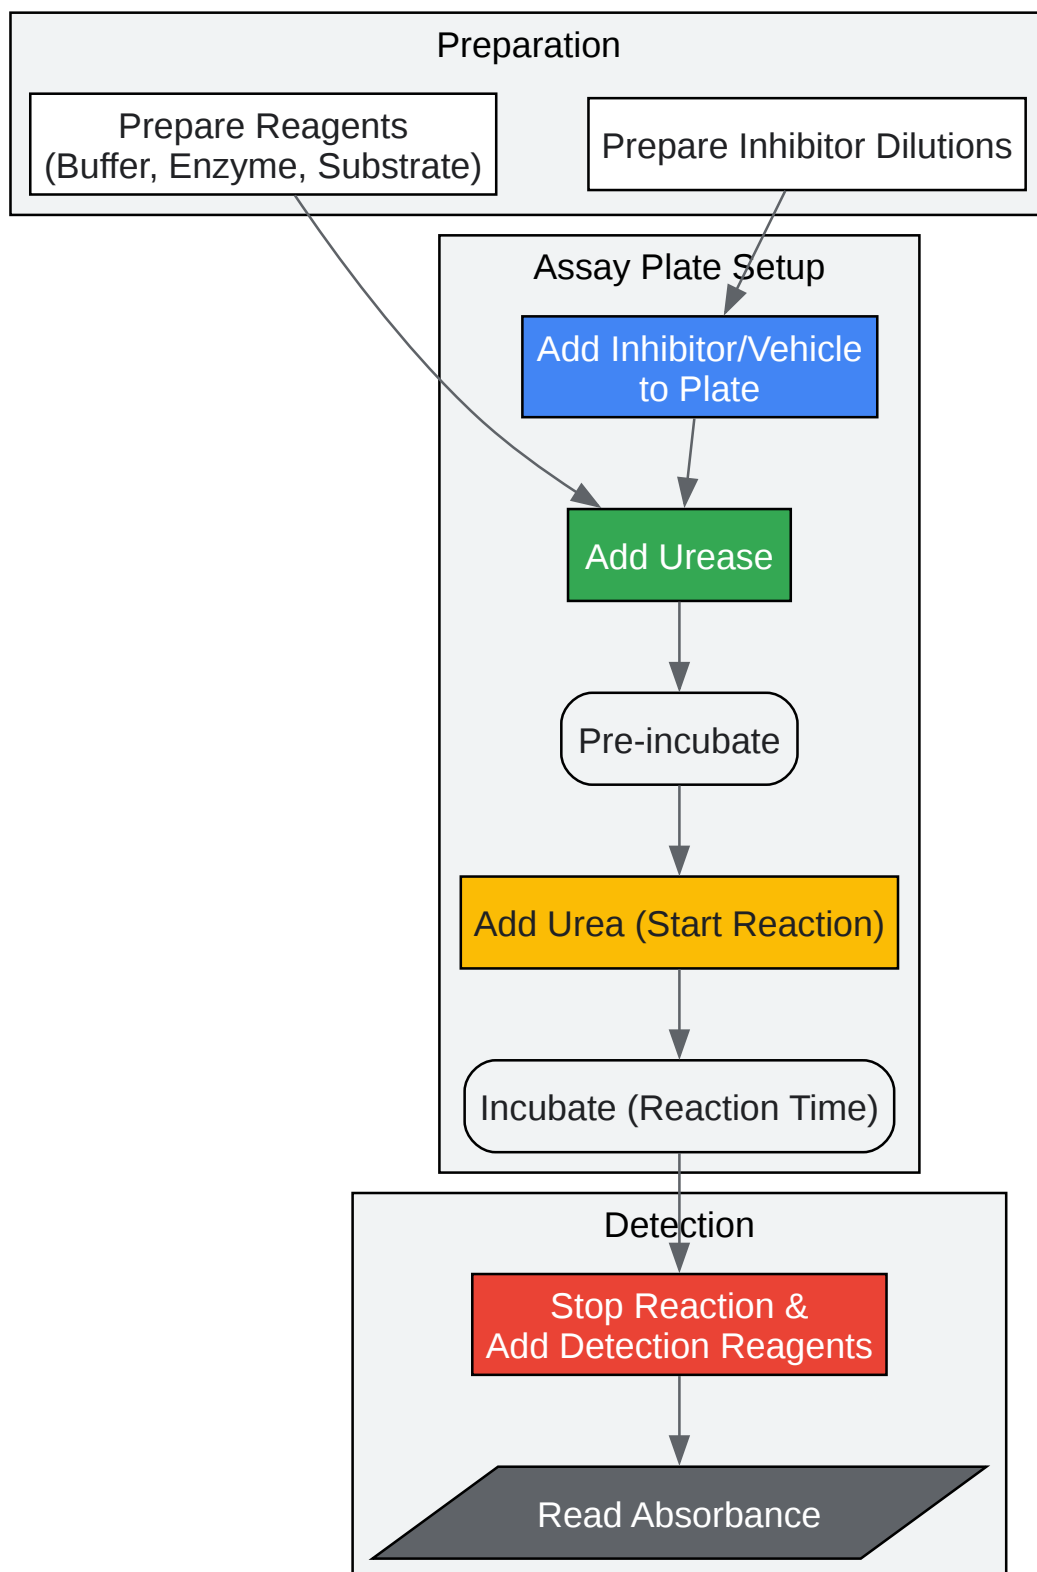 Preparation
Prepare Reagents
(Buffer, Enzyme, Substrate)
Prepare Inhibitor Dilutions
Assay Plate Setup
Add Inhibitor/Vehicle
to Plate
Add Urease
Pre-incubate
Add Urea (Start Reaction)
Incubate (Reaction Time)
Detection
Stop Reaction &
Add Detection Reagents
Read Absorbance